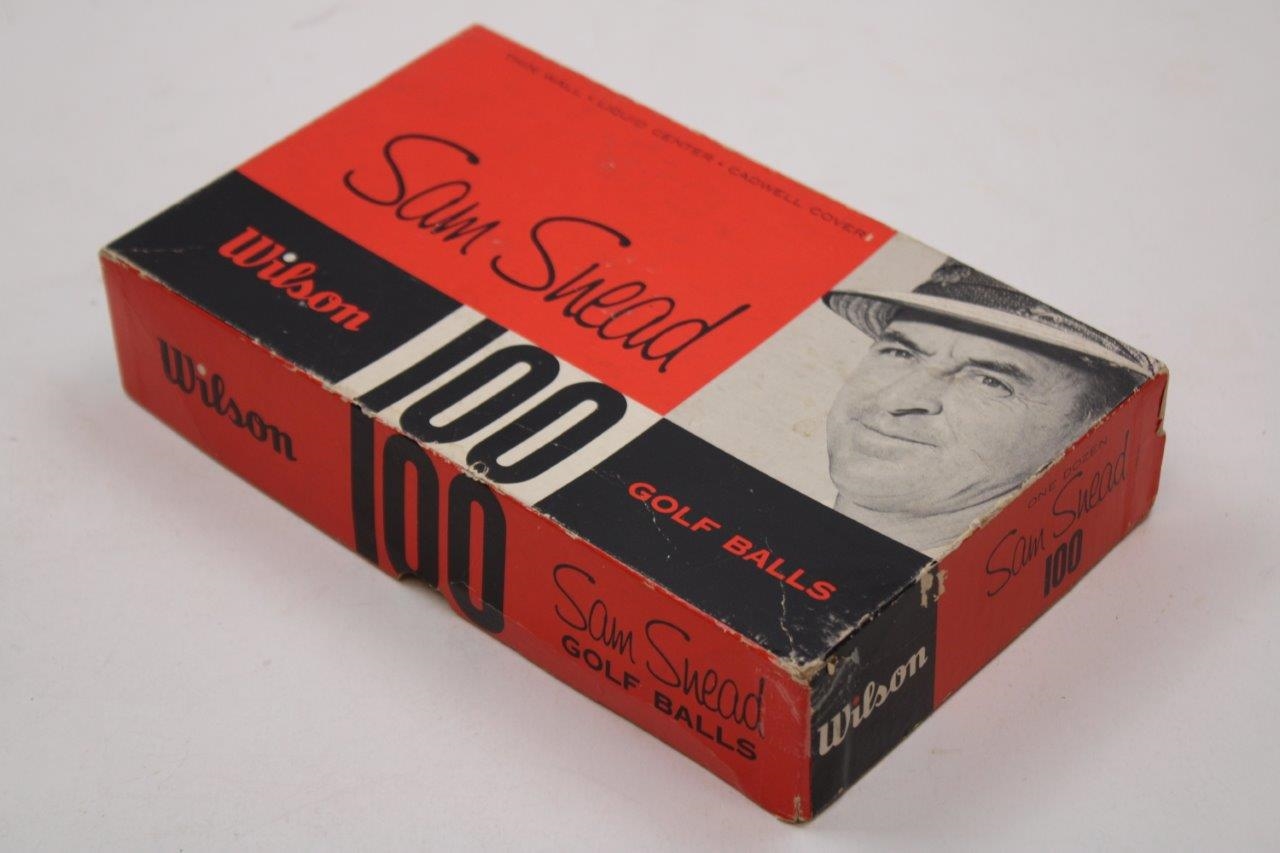 THIN WALL • LIQUID CENTER • CADWELL COVER
Sam Snead
Wilson
100
GOLF BALLS
Wilson
100
Sam Snead
GOLF BALLS
ONE DOZEN
Sam Snead
100
Wilson